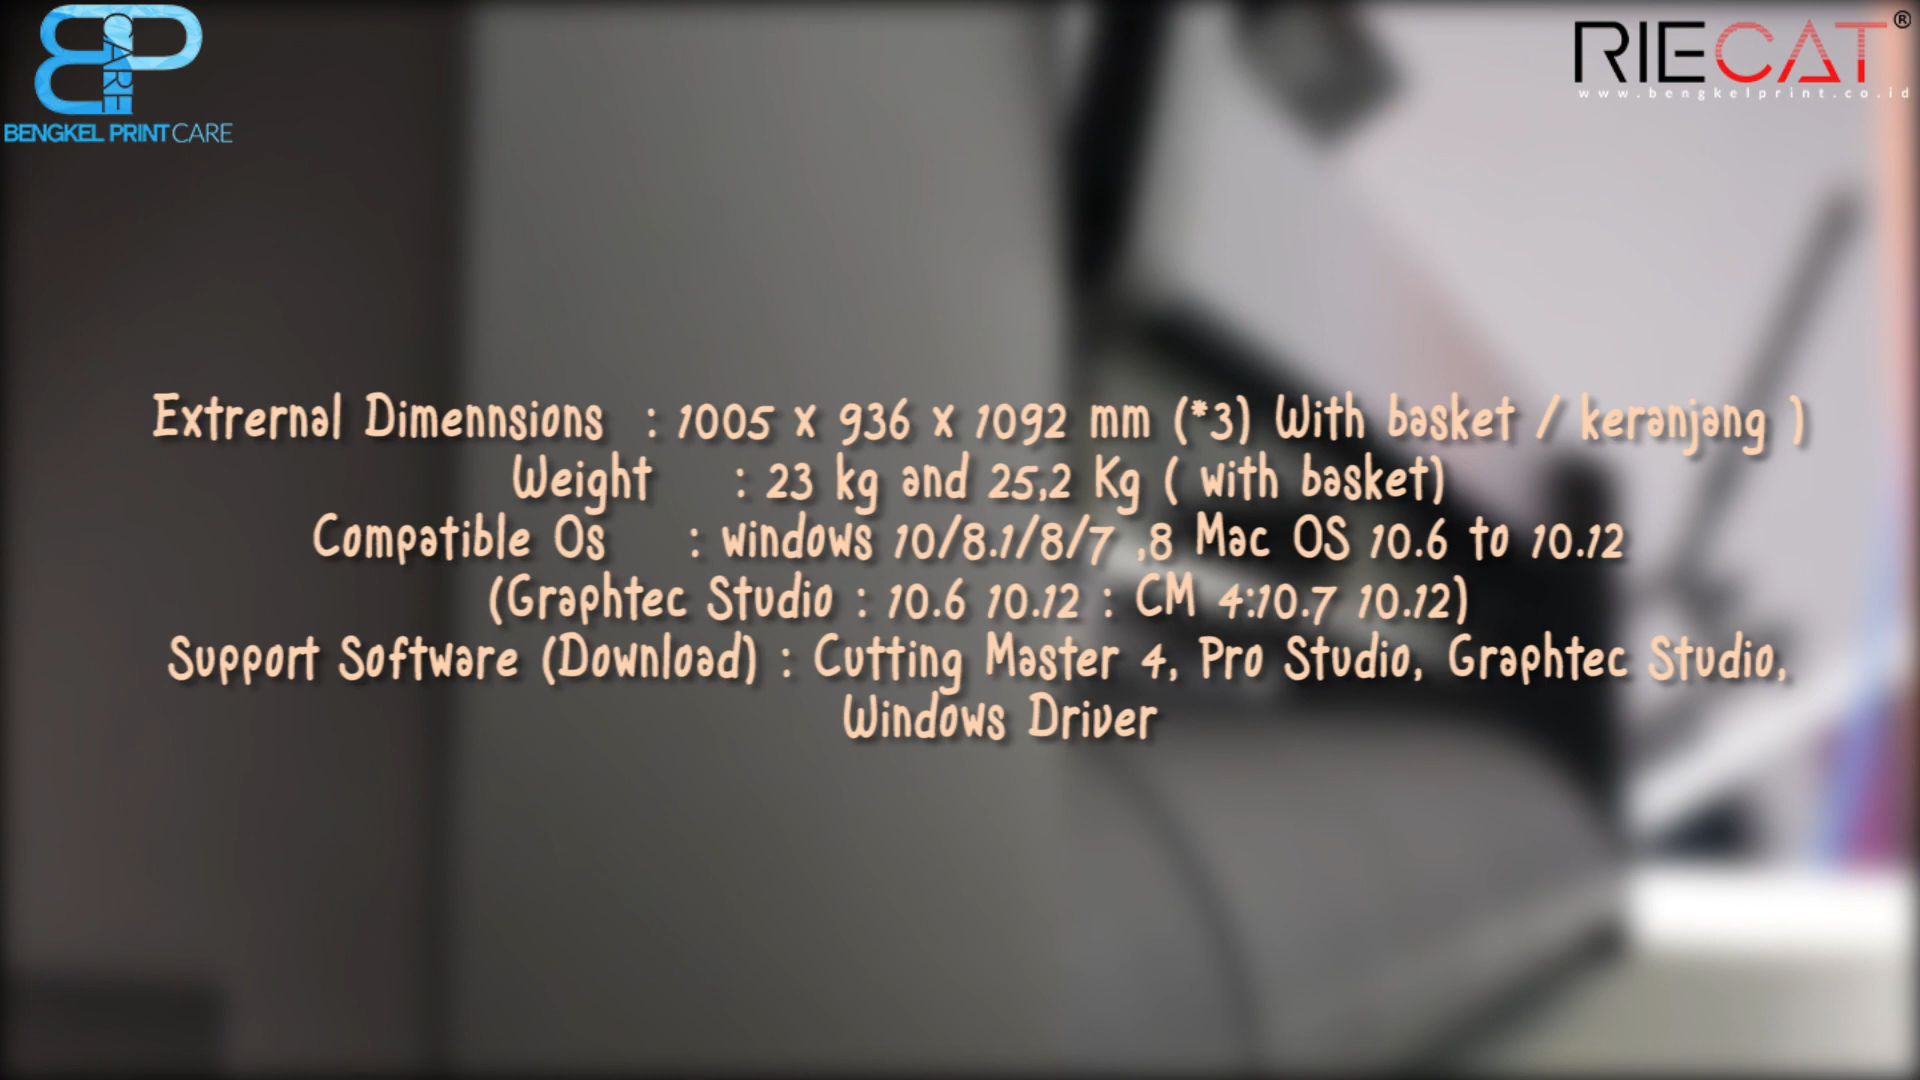 CARE
BENGKEL PRINT CARE
RIECAT®
www.bengkelprint.co.id
Extrernal Dimennsions : 1005 x 936 x 1092 mm (*3) With basket / keranjang )
Weight : 23 kg and 25,2 Kg ( with basket)
Compatible Os : windows 10/8.1/8/7 ,8 Mac OS 10.6 to 10.12
(Graphtec Studio : 10.6 10.12 : CM 4:10.7 10.12)
Support Software (Download) : Cutting Master 4, Pro Studio, Graphtec Studio,
Windows Driver